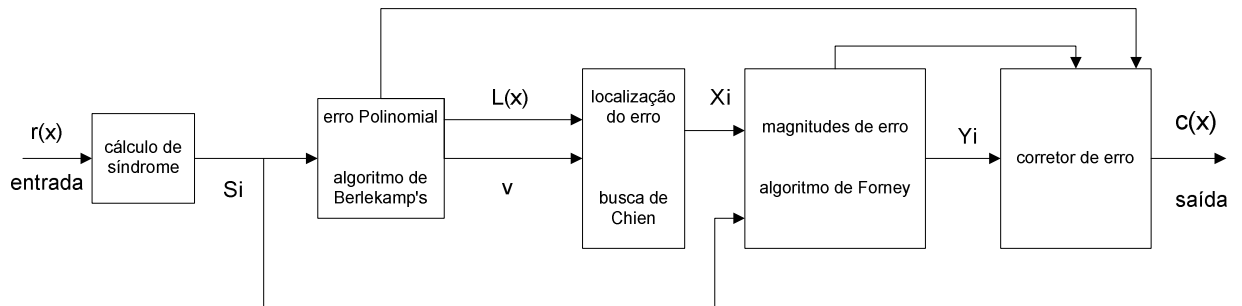 r(x)
entrada
cálculo de
síndrome
Si
erro Polinomial
algoritmo de
Berlekamp's
L(x)
v
localização
do erro
busca de
Chien
Xi
magnitudes de erro
algoritmo de Forney
Yi
corretor de erro
c(x)
saída